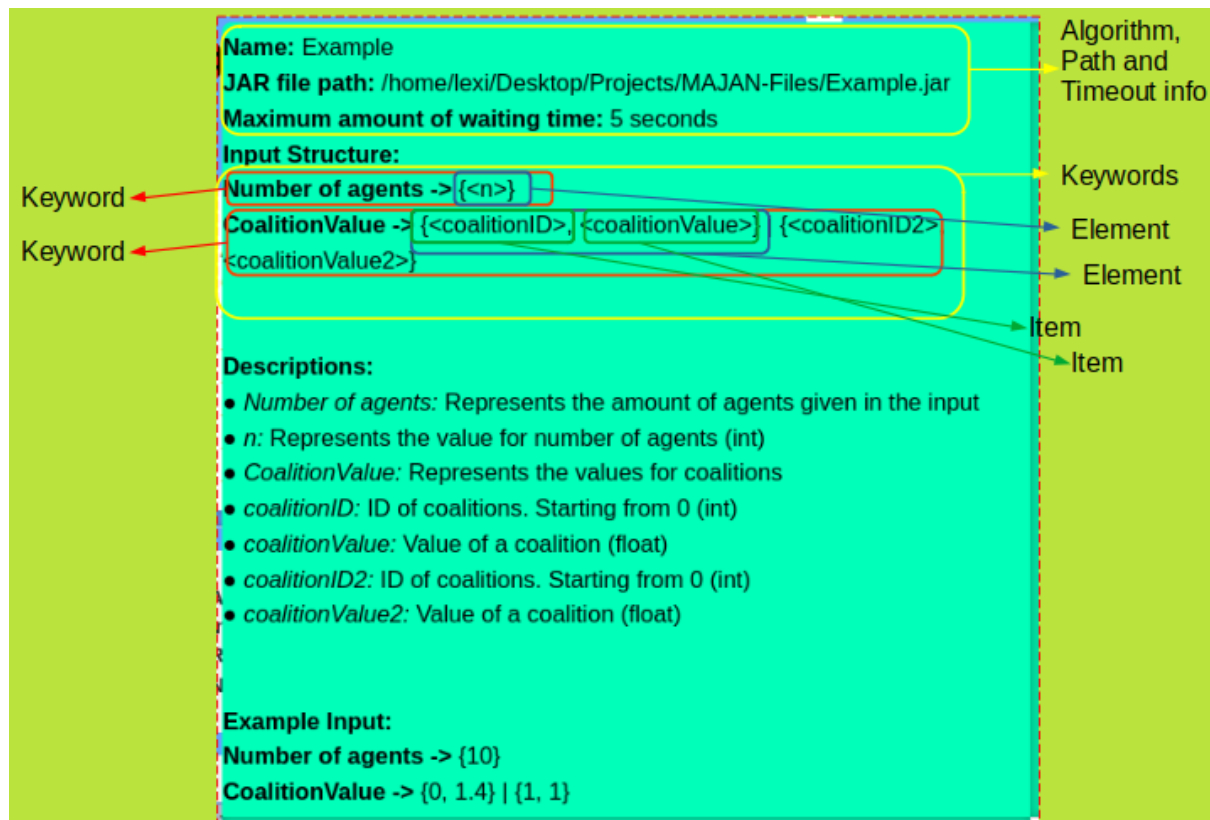 Name: Example
JAR file path: /home/lexi/Desktop/Projects/MAJAN-Files/Example.jar
Maximum amount of waiting time: 5 seconds
Algorithm,
Path and
Timeout info
Input Structure:
Keywords
Keyword
Number of agents -> {<n>}
Element
Keyword
CoalitionValue -> {<coalitionID>, <coalitionValue>} {<coalitionID2>
<coalitionValue2>}
Element
Item
Item
Descriptions:
● Number of agents: Represents the amount of agents given in the input
● n: Represents the value for number of agents (int)
● CoalitionValue: Represents the values for coalitions
● coalitionID: ID of coalitions. Starting from 0 (int)
● coalitionValue: Value of a coalition (float)
● coalitionID2: ID of coalitions. Starting from 0 (int)
● coalitionValue2: Value of a coalition (float)
Example Input:
Number of agents -> {10}
CoalitionValue -> {0, 1.4} | {1, 1}